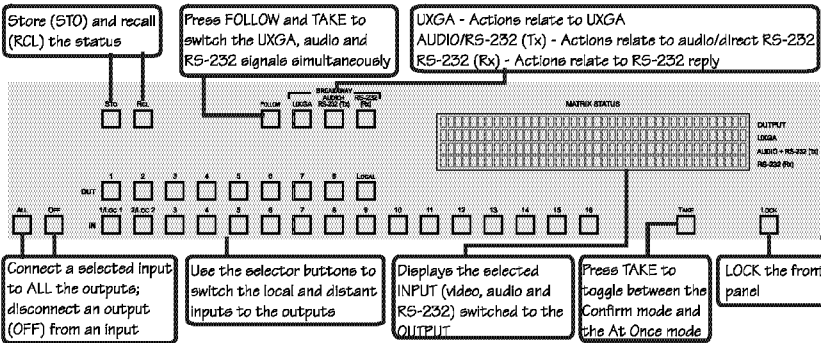 Store (STO) and recall
(RCL) the status
Press FOLLOW and TAKE to
switch the UXGA, audio and
RS-232 signals simultaneously
UXGA - Actions relate to UXGA
AUDIO/RS-232 (Tx) - Actions relate to audio/direct RS-232
RS-232 (Rx) - Actions relate to RS-232 reply
BREAKAWAY
STO RCL FOLLOW UXGA AUDIO+ RS-232 (Tx) RS-232 (Rx)
MATRIX STATUS
OUTPUT
UXGA
AUDIO + RS-232 (Tx)
RS-232 (Rx)
1 2 3 4 5 6 7 8 LOCAL
OUT
ALL OFF 1/LOC 1 2/LOC 2 3 4 5 6 7 8 9 10 11 12 13 14 15 16 TAKE LOCK
IN
Connect a selected input
to ALL the outputs;
disconnect an output
(OFF) from an input
Use the selector buttons to
switch the local and distant
inputs to the outputs
Displays the selected
INPUT (video, audio and
RS-232) switched to the
OUTPUT
Press TAKE to
toggle between the
Confirm mode and
the At Once mode
LOCK the front
panel